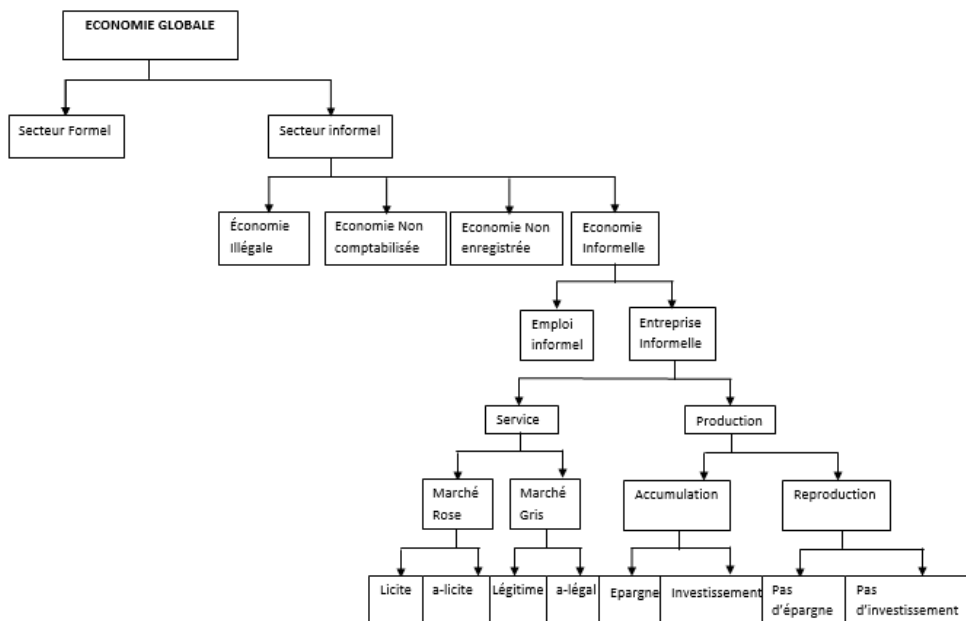 ECONOMIE GLOBALE
Secteur Formel
Secteur informel
Économie
Illégale
Economie Non
comptabilisée
Economie Non
enregistrée
Economie
Informelle
Emploi
informel
Entreprise
Informelle
Service
Production
Marché
Rose
Marché
Gris
Accumulation
Reproduction
Licite
a-licite
Légitime
a-légal
Epargne
Investissement
Pas
d'épargne
Pas
d'investissement